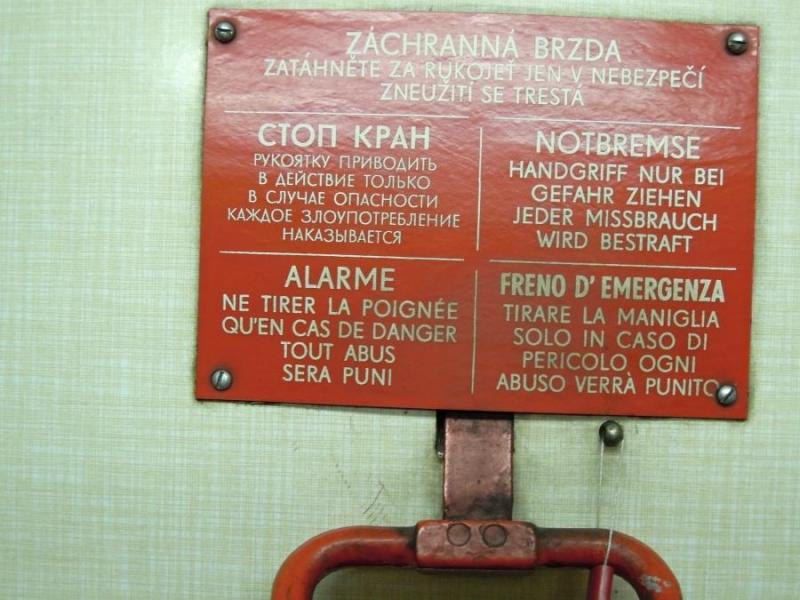 ZÁCHRANNÁ BRZDA
ZATÁHNĚTE ZA RUKOJEŤ JEN V NEBEZPEČÍ
ZNEUŽITÍ SE TRESTÁ
СТОП КРАН
РУКОЯТКУ ПРИВОДИТЬ
В ДЕЙСТВИЕ ТОЛЬКО
В СЛУЧАЕ ОПАСНОСТИ
КАЖДОЕ ЗЛОУПОТРЕБЛЕНИЕ
НАКАЗЫВАЕТСЯ
NOTBREMSE
HANDGRIFF NUR BEI
GEFAHR ZIEHEN
JEDER MISSBRAUCH
WIRD BESTRAFT
ALARME
NE TIRER LA POIGNÉE
QU'EN CAS DE DANGER
TOUT ABUS
SERA PUNI
FRENO D' EMERGENZA
TIRARE LA MANIGLIA
SOLO IN CASO DI
PERICOLO OGNI
ABUSO VERRÀ PUNITO